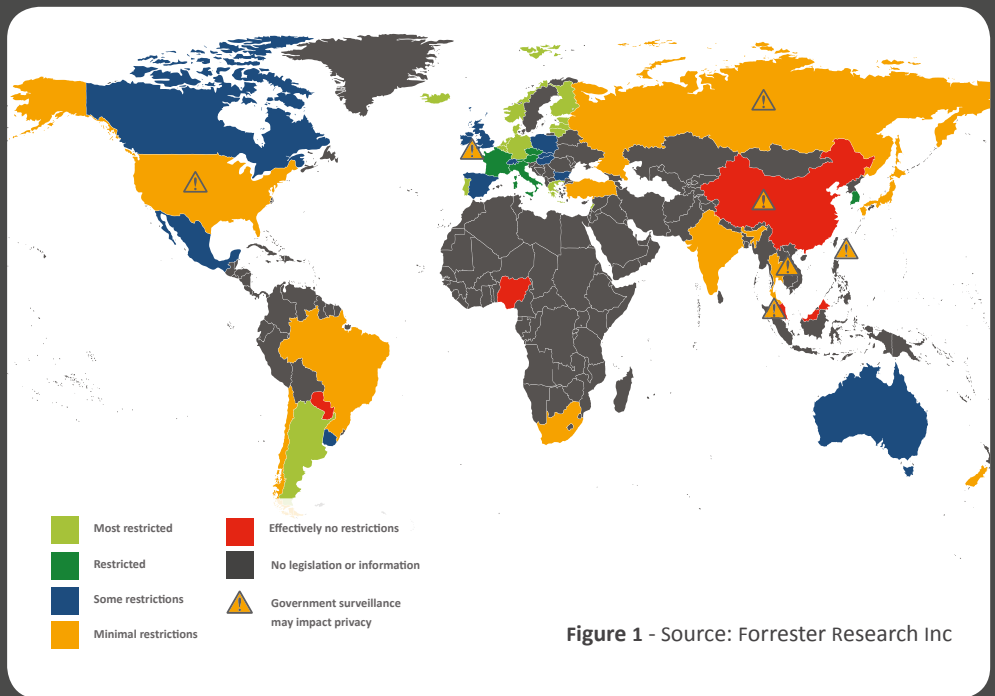 Most restricted
Restricted
Some restrictions
Minimal restrictions
Effectively no restrictions
No legislation or information
Government surveillance
may impact privacy
Figure 1 - Source: Forrester Research Inc